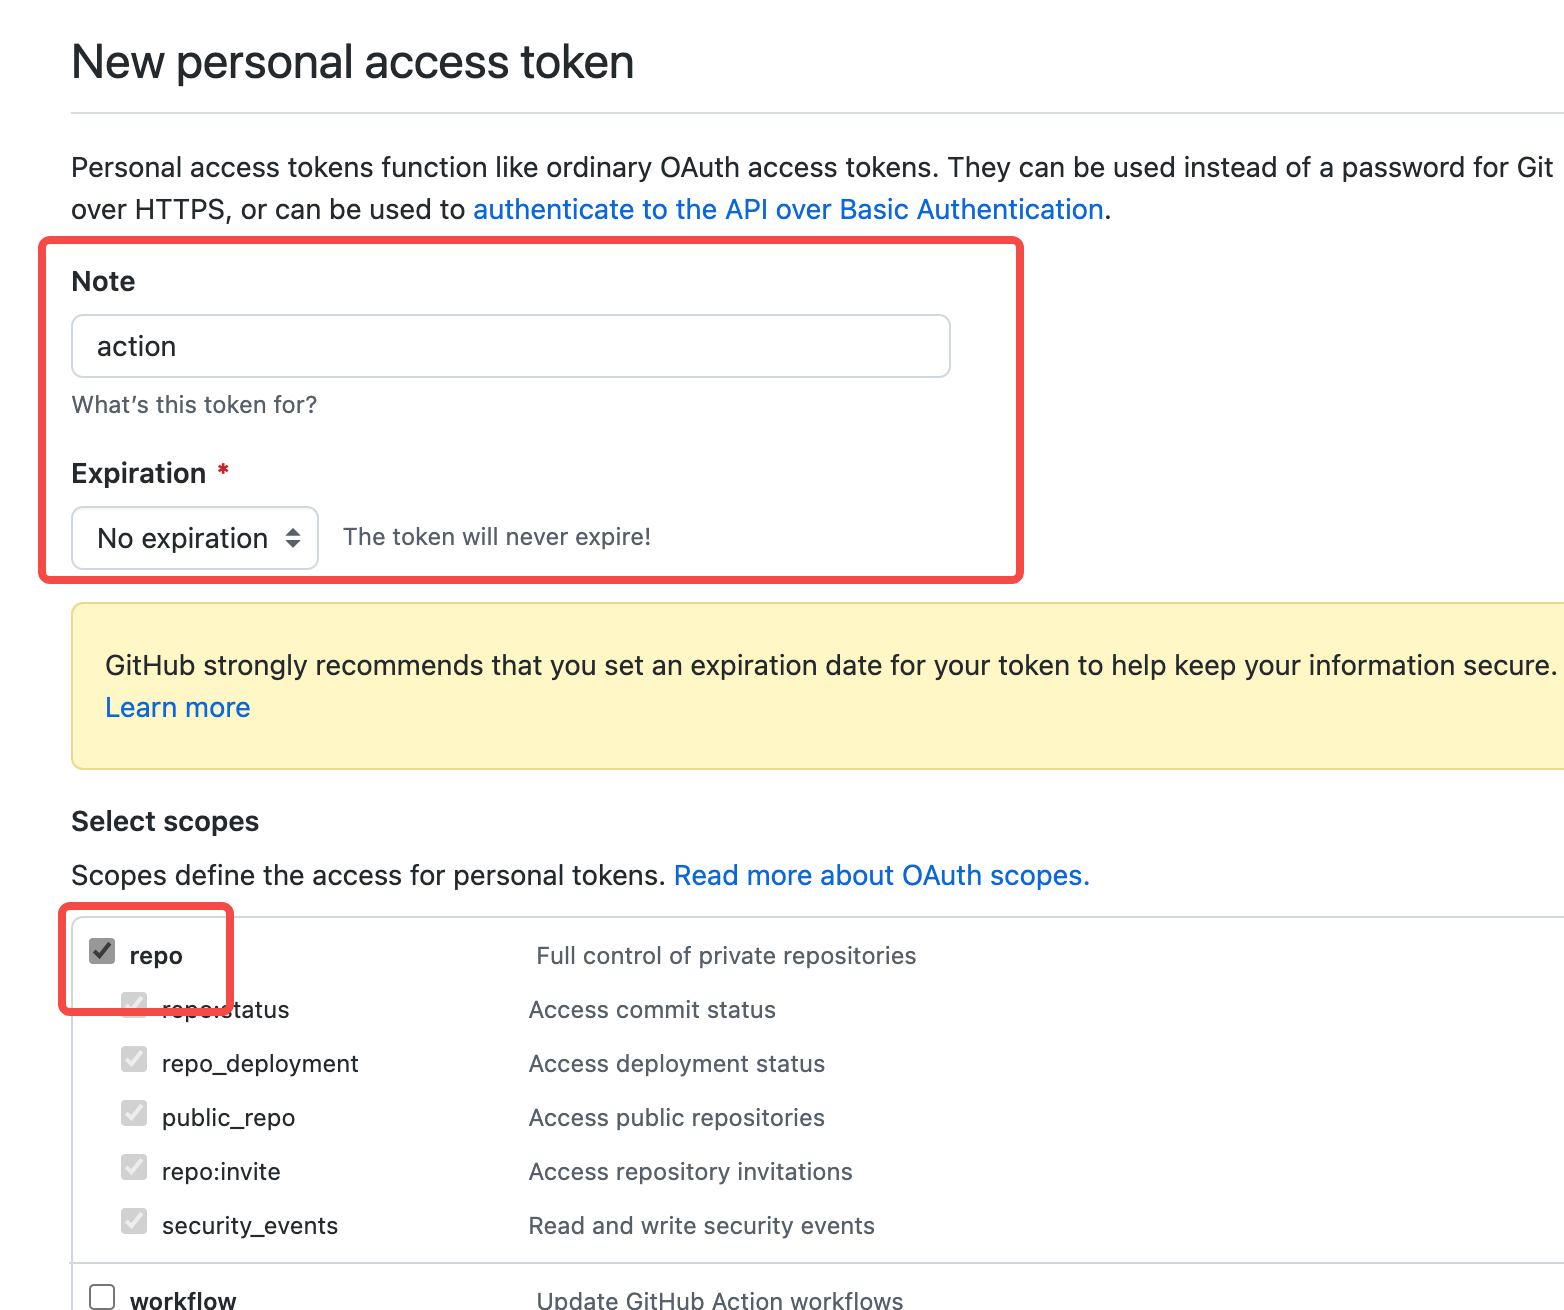 New personal access token
Personal access tokens function like ordinary OAuth access tokens. They can be used instead of a password for Git
over HTTPS, or can be used to authenticate to the API over Basic Authentication.
Note
action
What's this token for?
Expiration *
No expiration The token will never expire!
GitHub strongly recommends that you set an expiration date for your token to help keep your information secure.
Learn more
Select scopes
Scopes define the access for personal tokens. Read more about OAuth scopes.
repo Full control of private repositories
repo:status Access commit status
repo_deployment Access deployment status
public_repo Access public repositories
repo:invite Access repository invitations
security_events Read and write security events
workflow Update GitHub Action workflows